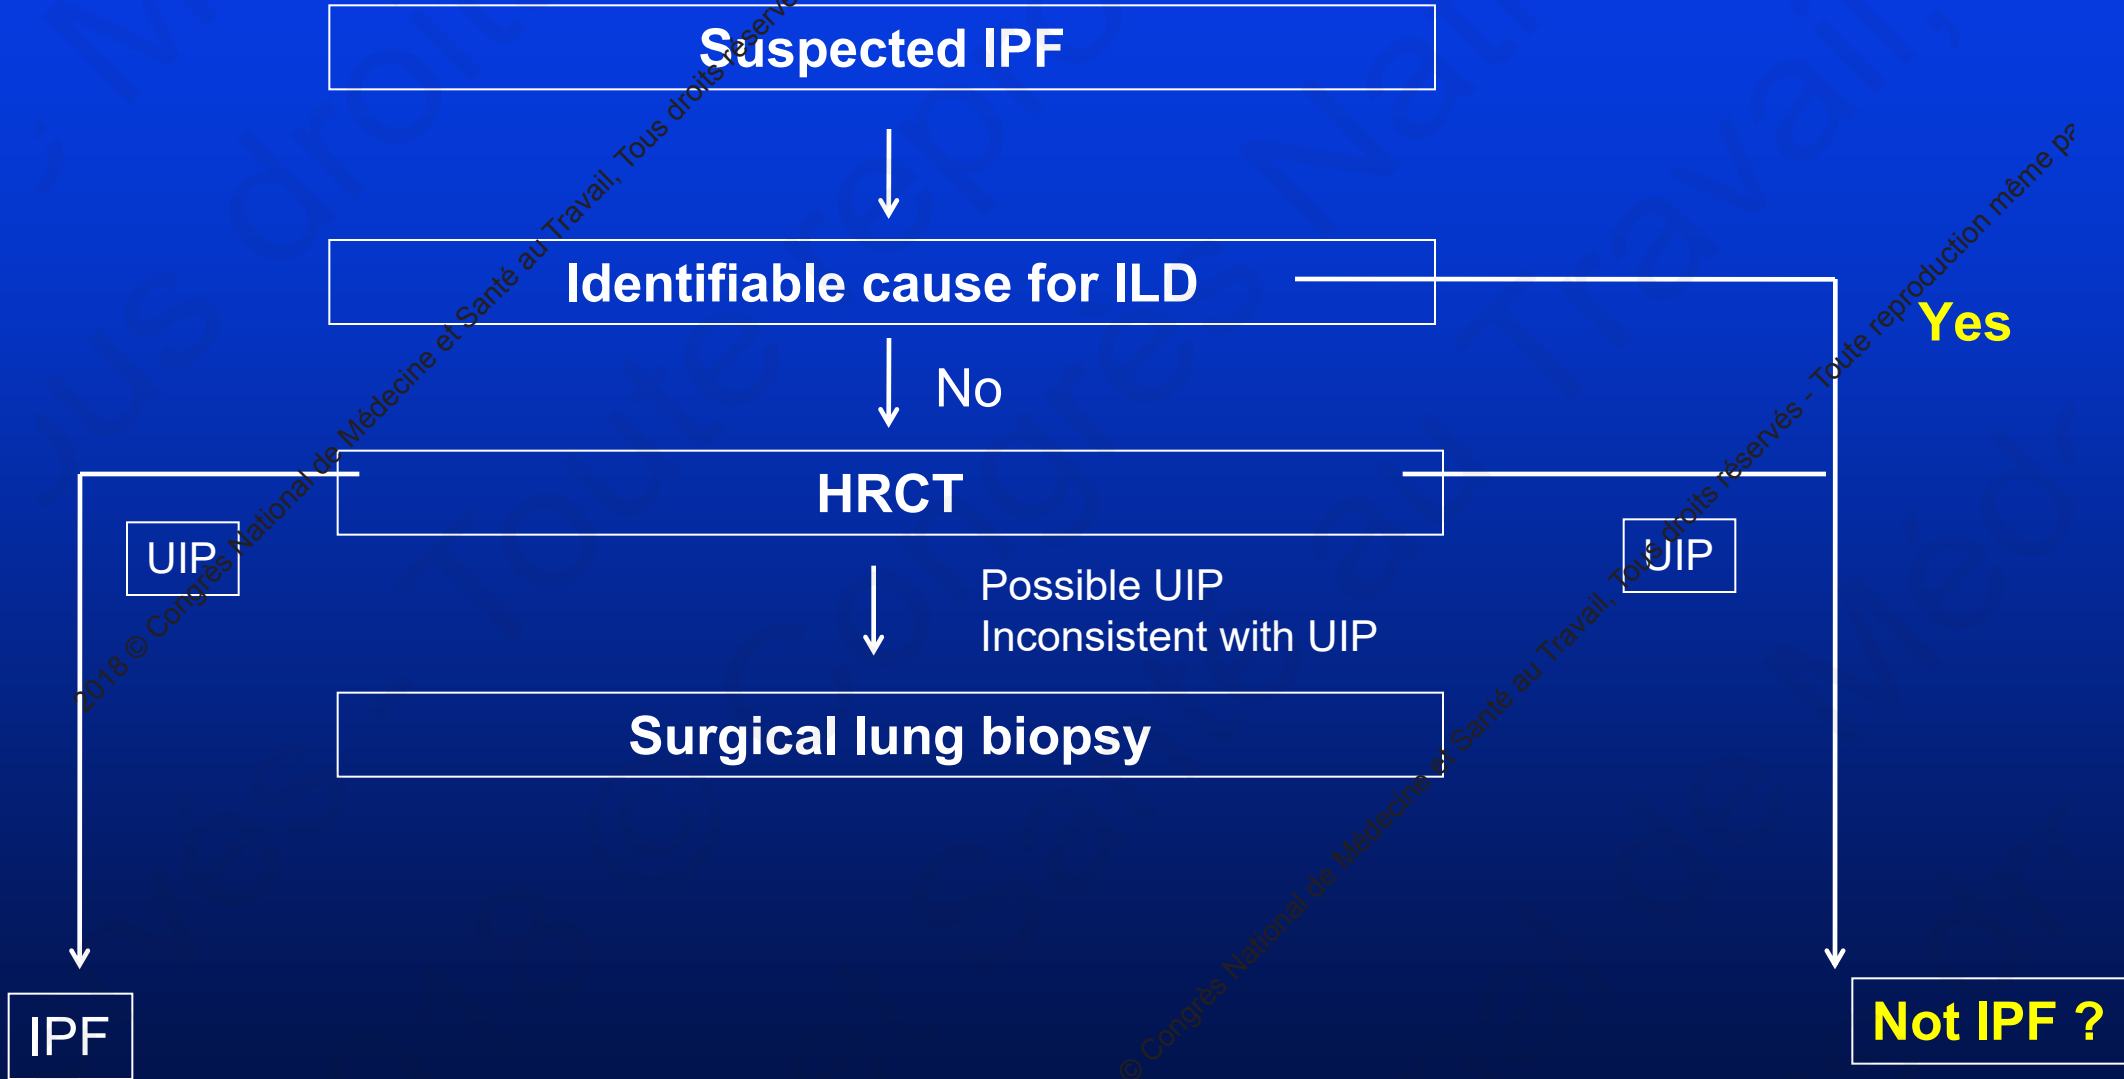 Suspected IPF
Identifiable cause for ILD
Yes
No
HRCT
UIP
UIP
Possible UIP
Inconsistent with UIP
Surgical lung biopsy
IPF
Not IPF ?
2018 © Congrès National de Médecine et Santé au Travail, Tous droits réservé
© Congrès National de Médecine et Santé au Travail, Tous droits réservés - Toute reproduction même pa